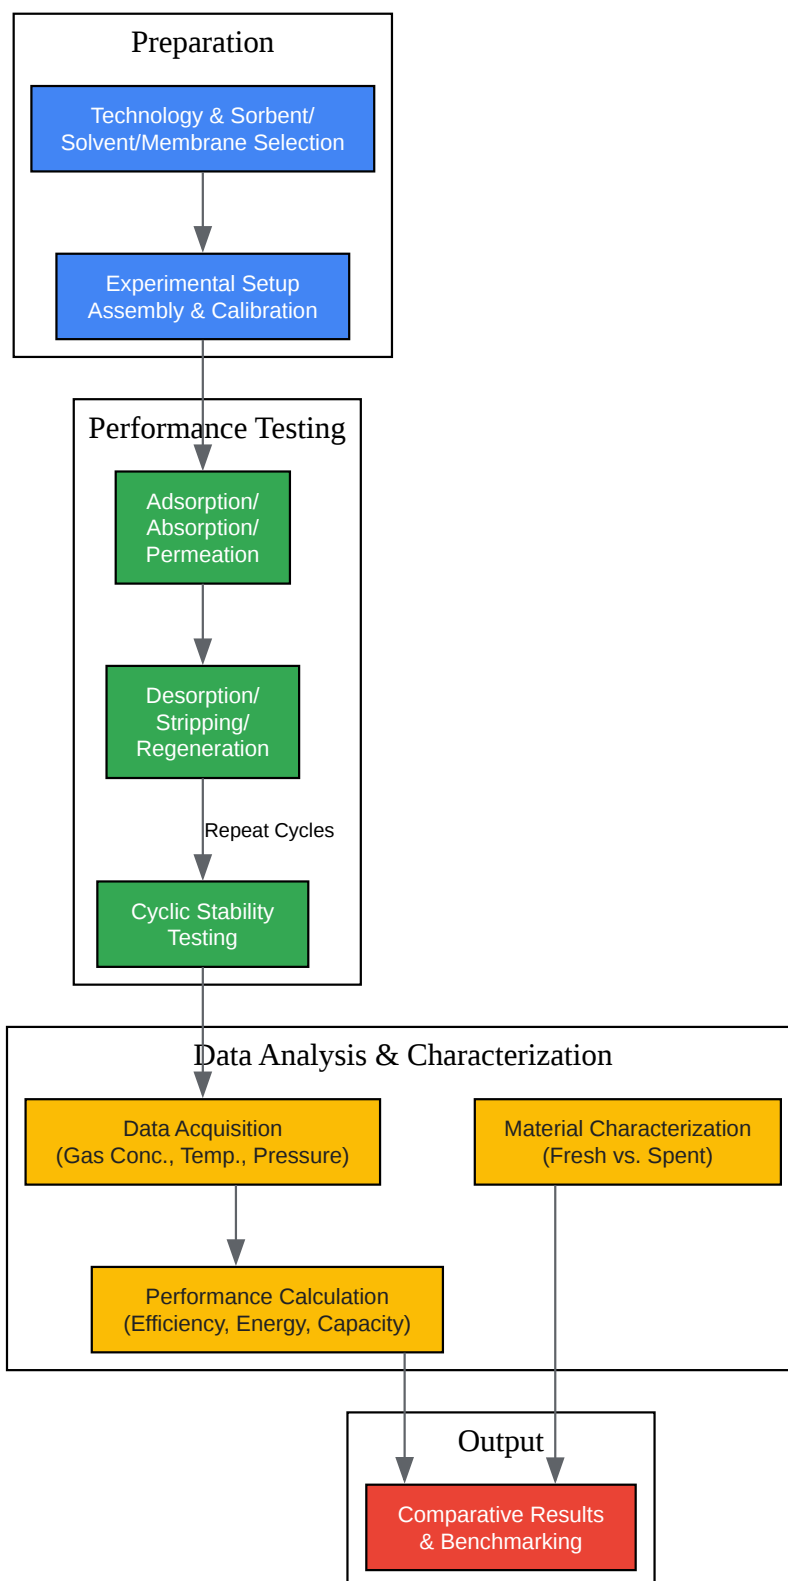 Preparation
Technology & Sorbent/
Solvent/Membrane Selection
Experimental Setup
Assembly & Calibration
Performance Testing
Adsorption/
Absorption/
Permeation
Desorption/
Stripping/
Regeneration
Repeat Cycles
Cyclic Stability
Testing
Data Analysis & Characterization
Data Acquisition
(Gas Conc., Temp., Pressure)
Material Characterization
(Fresh vs. Spent)
Performance Calculation
(Efficiency, Energy, Capacity)
Output
Comparative Results
& Benchmarking